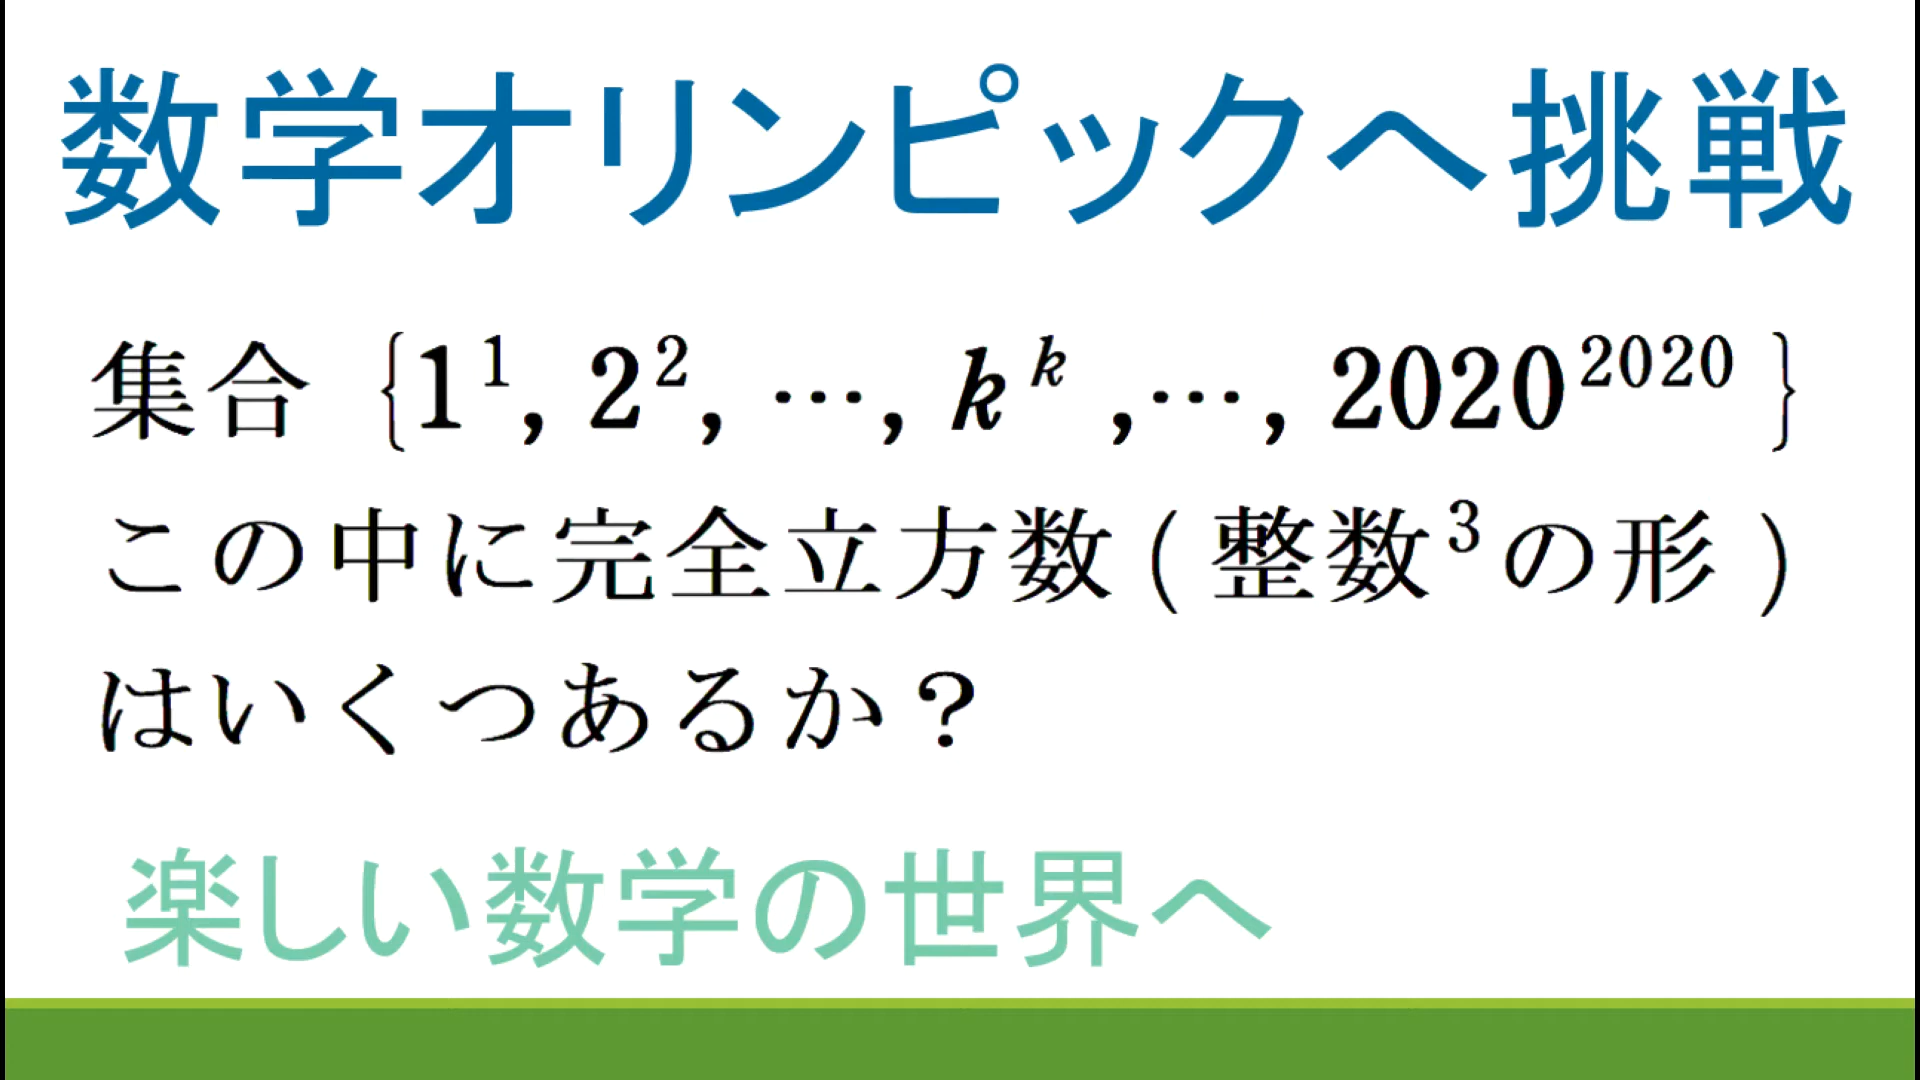 数学オリンピックへ挑戦
集合 {1¹, 2², …, kᵏ ,…, 2020²⁰²⁰ }
この中に完全立方数(整数³の形)
はいくつあるか?
楽しい数学の世界へ